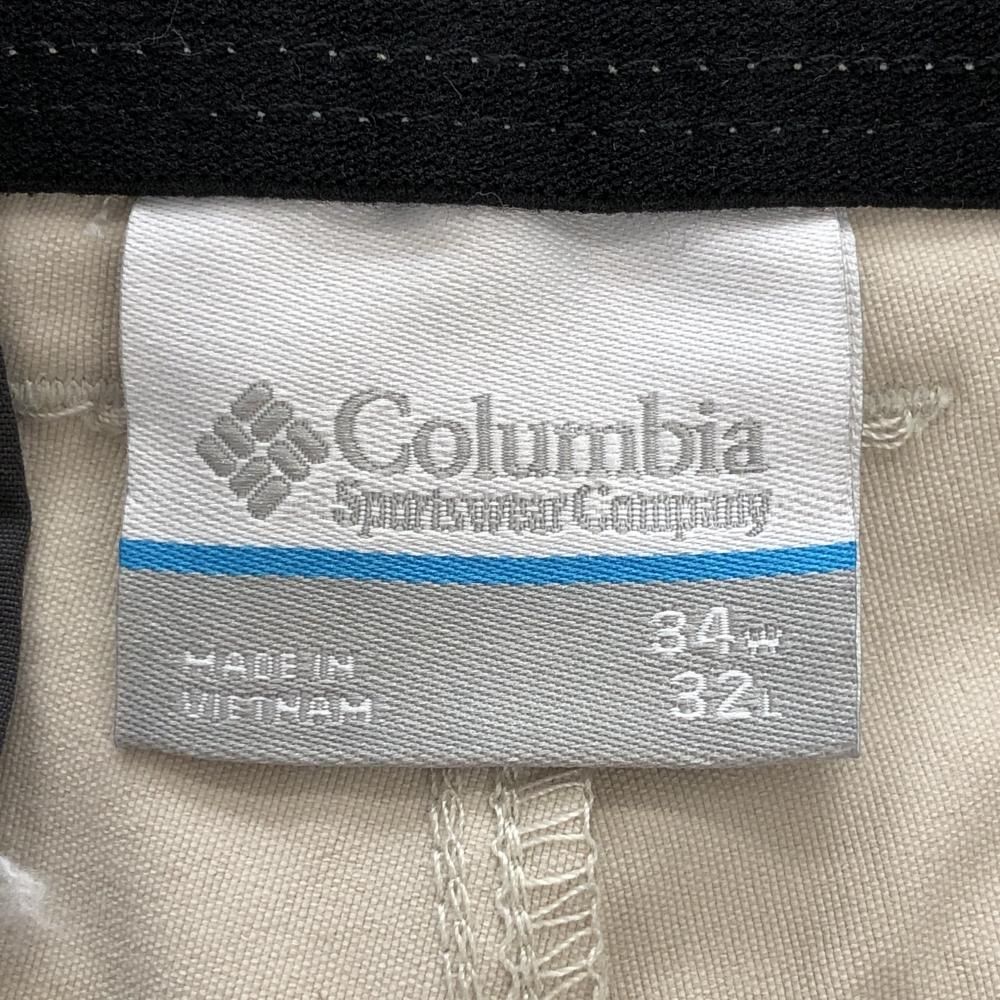 Columbia
Sportswear Company
34W
MADE IN
32L
VIETNAM